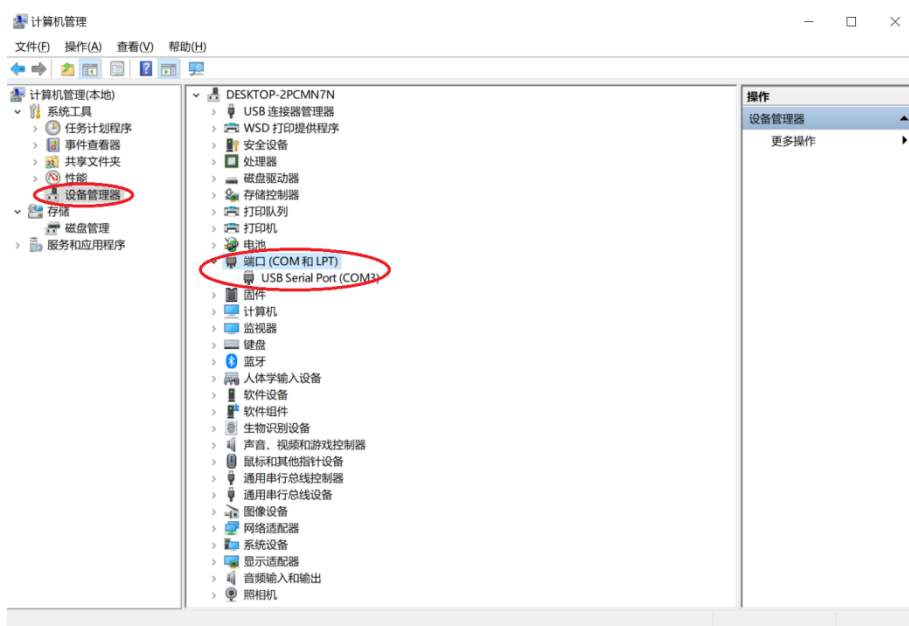 计算机管理
文件(F) 操作(A) 查看(V) 帮助(H)
计算机管理(本地)
系统工具
任务计划程序
事件查看器
共享文件夹
性能
设备管理器
存储
磁盘管理
服务和应用程序
DESKTOP-2PCMN7N
USB 连接器管理器
WSD 打印提供程序
安全设备
处理器
磁盘驱动器
存储控制器
打印队列
打印机
电池
端口 (COM 和 LPT)
USB Serial Port (COM3)
固件
计算机
监视器
键盘
蓝牙
人体学输入设备
软件设备
软件组件
生物识别设备
声音、视频和游戏控制器
鼠标和其他指针设备
通用串行总线控制器
通用串行总线设备
图像设备
网络适配器
系统设备
显示适配器
音频输入和输出
照相机
操作
设备管理器
更多操作